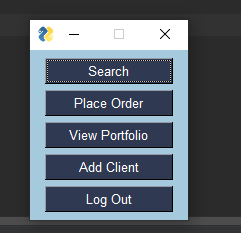 Search
Place Order
View Portfolio
Add Client
Log Out